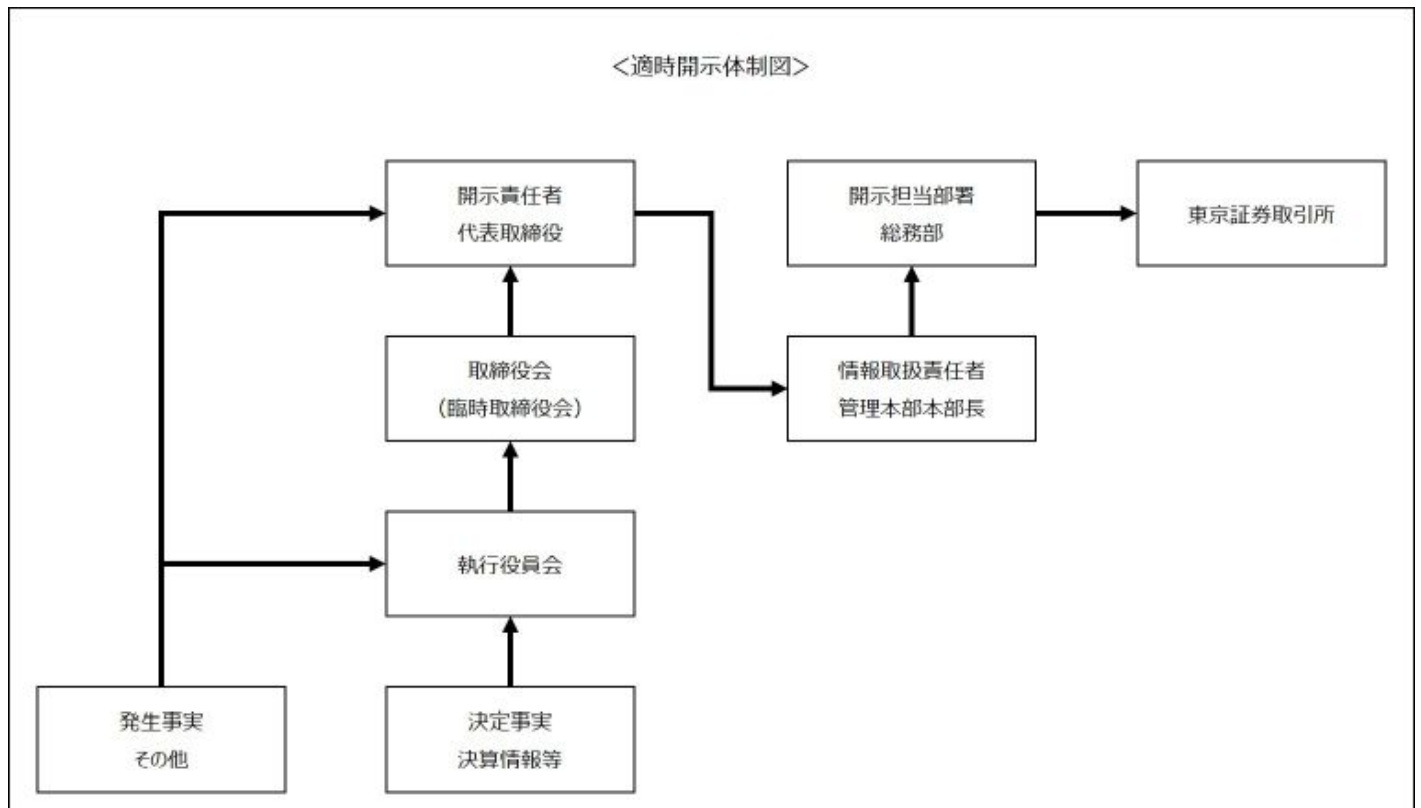 ＜適時開示体制図＞
開示責任者
代表取締役
開示担当部署
総務部
東京証券取引所
取締役会
（臨時取締役会）
情報取扱責任者
管理本部本部長
執行役員会
発生事実
その他
決定事実
決算情報等